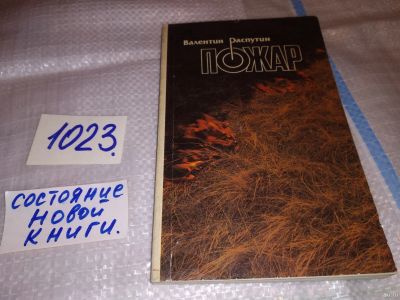 Валентин Распутин
ПОЖАР
1023.
СОСТОЯНИЕ
НОВОЙ
КНИГИ.